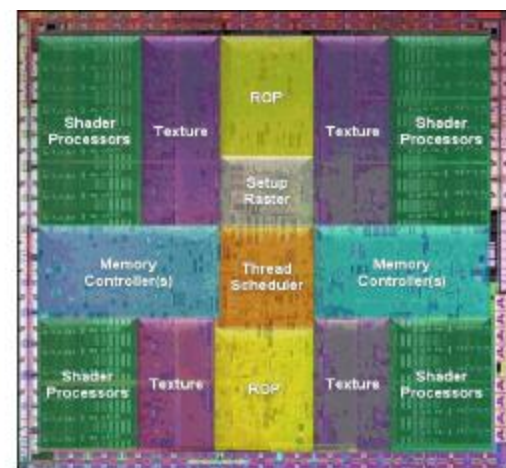 ROP
Shader
Processors
Texture
Texture
Shader
Processors
Setup
Raster
Memory
Controller(s)
Thread
Scheduler
Memory
Controller(s)
Shader
Processors
Texture
ROP
Texture
Shader
Processors